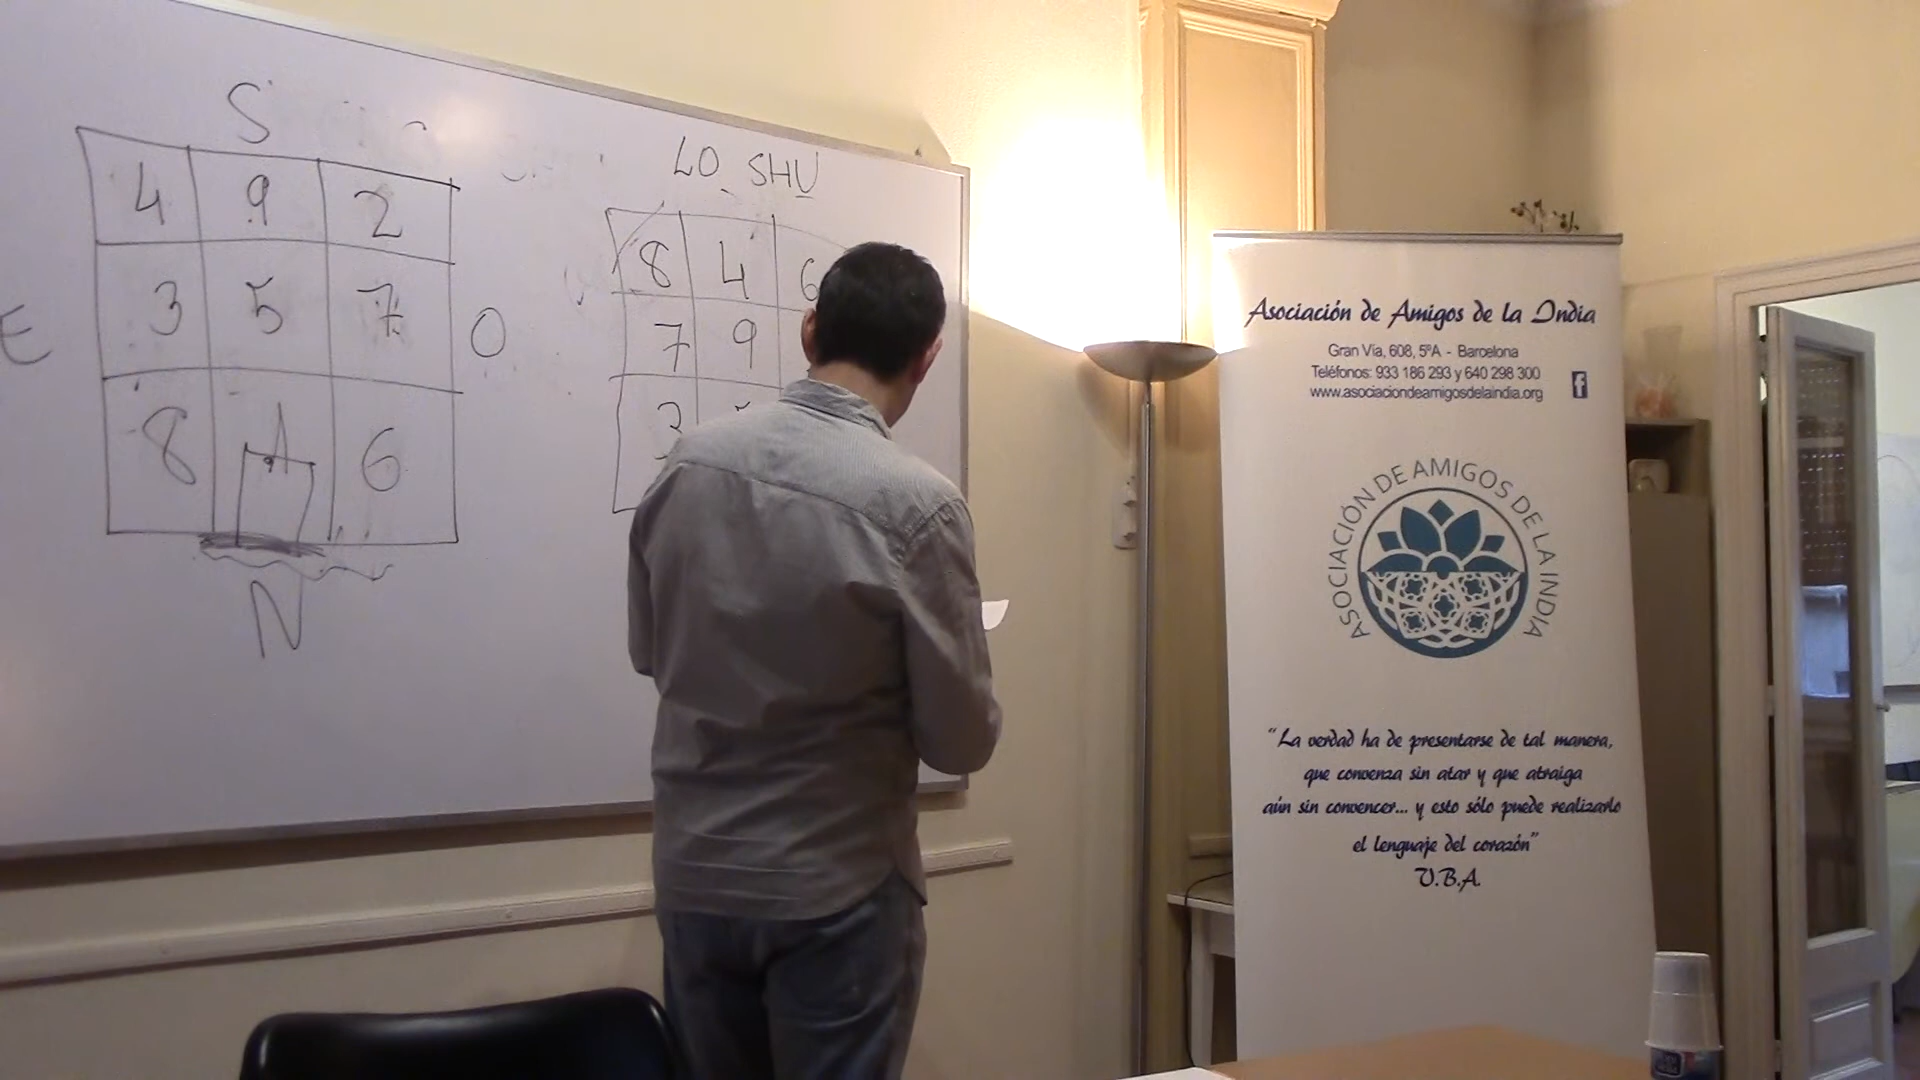 S
4 9 2
E 3 5 7 O
8 1 6
N
LO SHU
8 4 6
7 9
3
Asociación de Amigos de la India
Gran Vía, 608, 5ºA - Barcelona
Teléfonos: 933 186 293 y 640 298 300
www.asociaciondeamigosdelaindia.org
f
ASOCIACIÓN DE AMIGOS DE LA INDIA
"La verdad ha de presentarse de tal manera,
que convenza sin atar y que atraiga
aún sin convencer... y esto sólo puede realizarlo
el lenguaje del corazón"
V.B.A.